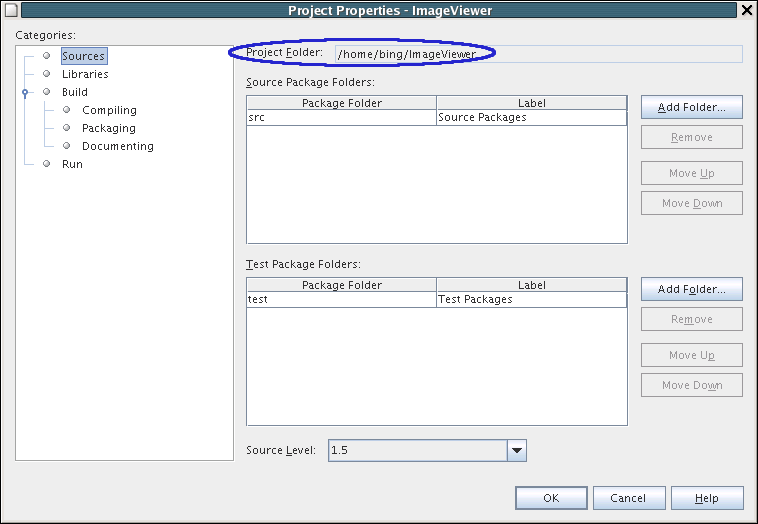 Project Properties - ImageViewer
Categories:
Sources
Libraries
Build
Compiling
Packaging
Documenting
Run
Project Folder: /home/bing/ImageViewer
Source Package Folders:
Package Folder Label
src Source Packages
Add Folder...
Remove
Move Up
Move Down
Test Package Folders:
Package Folder Label
test Test Packages
Add Folder...
Remove
Move Up
Move Down
Source Level: 1.5
OK Cancel Help